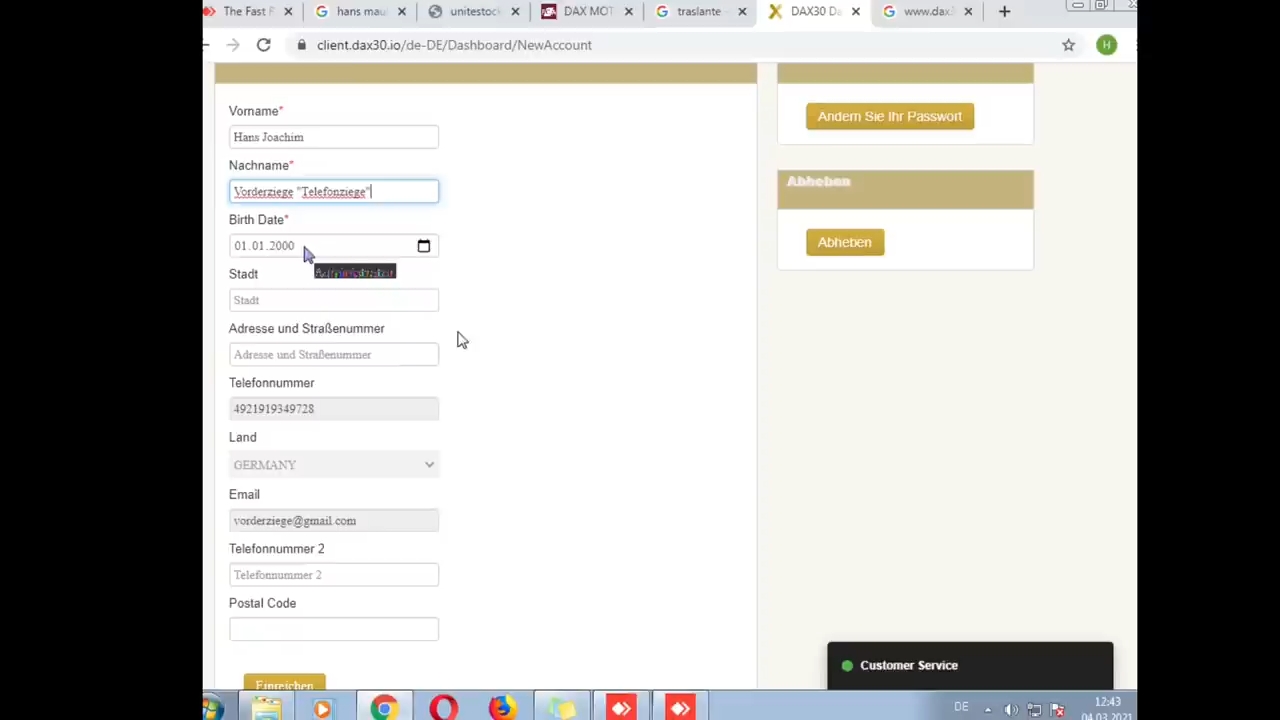 The Fast F
hans mau
unitestock
DAX MOT
traslante.
DAX30 Da
www.dax:
client.dax30.io/de-DE/Dashboard/NewAccount
H
Vorname*
Hans Joachim
Nachname*
Vorderziege "Telefonziege"
Birth Date*
01.01.2000
Administrator
Stadt
Stadt
Adresse und Straßenummer
Adresse und Straßenummer
Telefonnummer
4921919349728
Land
GERMANY
Email
vorderziege@gmail.com
Telefonnummer 2
Telefonnummer 2
Postal Code
Einreichen
Ändern Sie Ihr Passwort
Abheben
Abheben
Customer Service
DE
12:43
04.03.2021